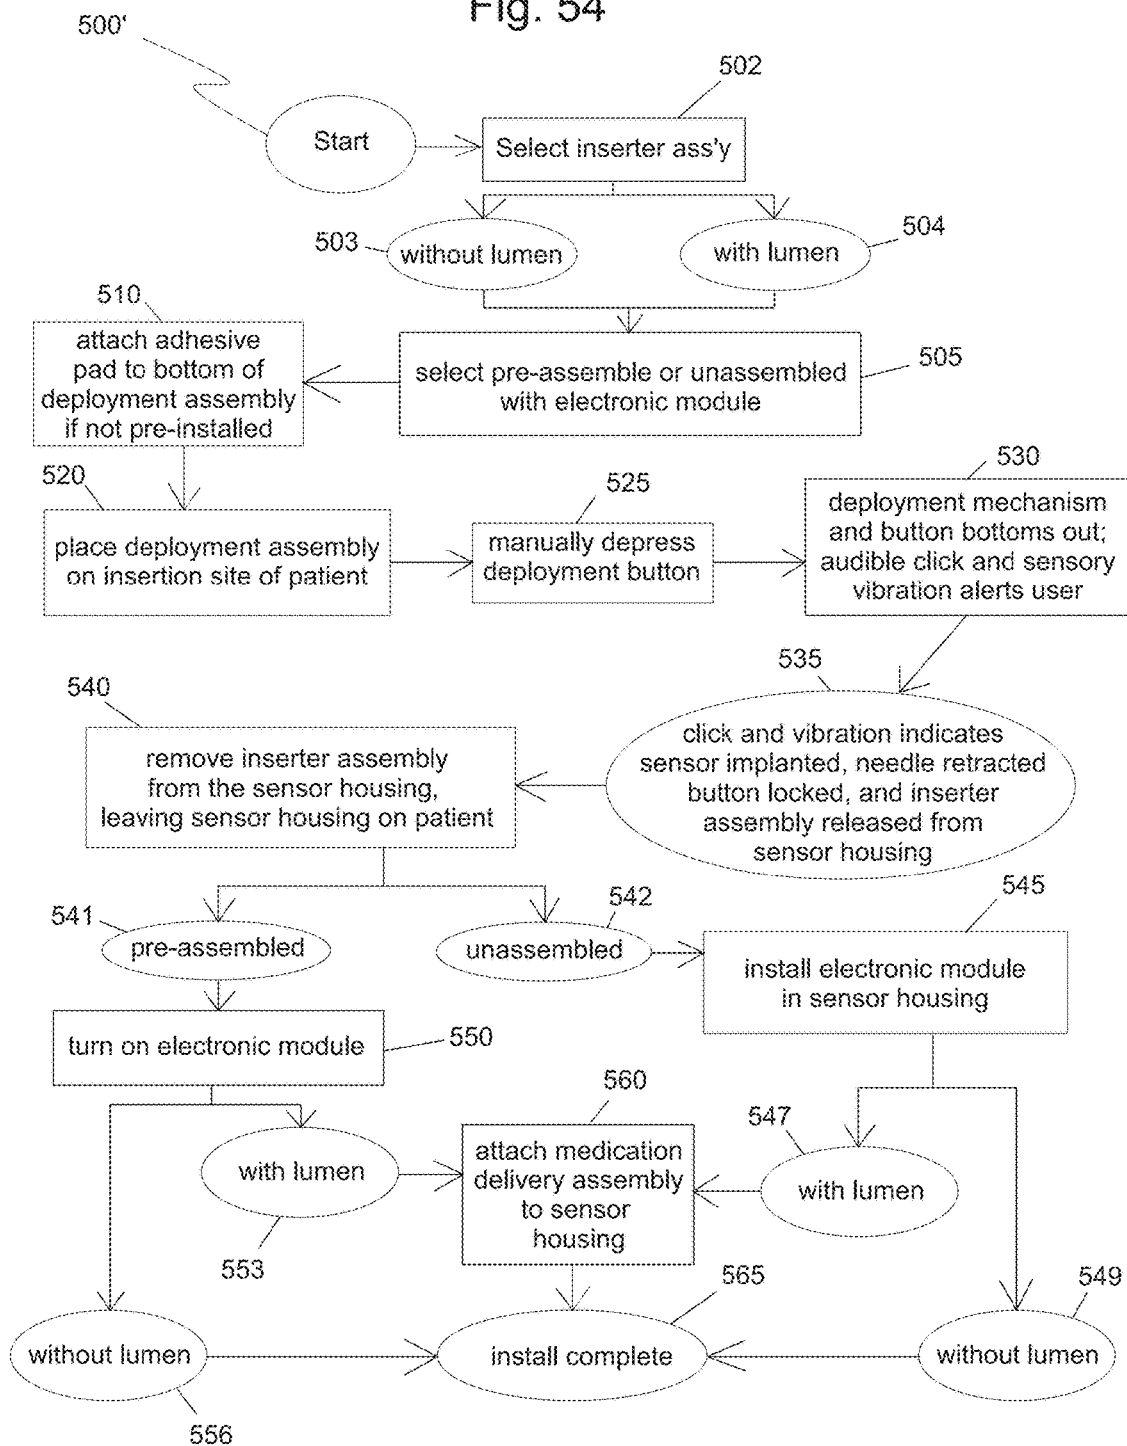 Fig. 54
500'
502
Start
Select inserter ass'y
503
without lumen
with lumen
504
510
attach adhesive
pad to bottom of
deployment assembly
if not pre-installed
select pre-assemble or unassembled
with electronic module
505
520
place deployment assembly
on insertion site of patient
525
manually depress
deployment button
530
deployment mechanism
and button bottoms out;
audible click and sensory
vibration alerts user
535
click and vibration indicates
sensor implanted, needle retracted
button locked, and inserter
assembly released from
sensor housing
540
remove inserter assembly
from the sensor housing,
leaving sensor housing on patient
541
pre-assembled
542
unassembled
545
install electronic module
in sensor housing
turn on electronic module
550
560
attach medication
delivery assembly
to sensor
housing
with lumen
553
547
with lumen
without lumen
556
565
install complete
549
without lumen